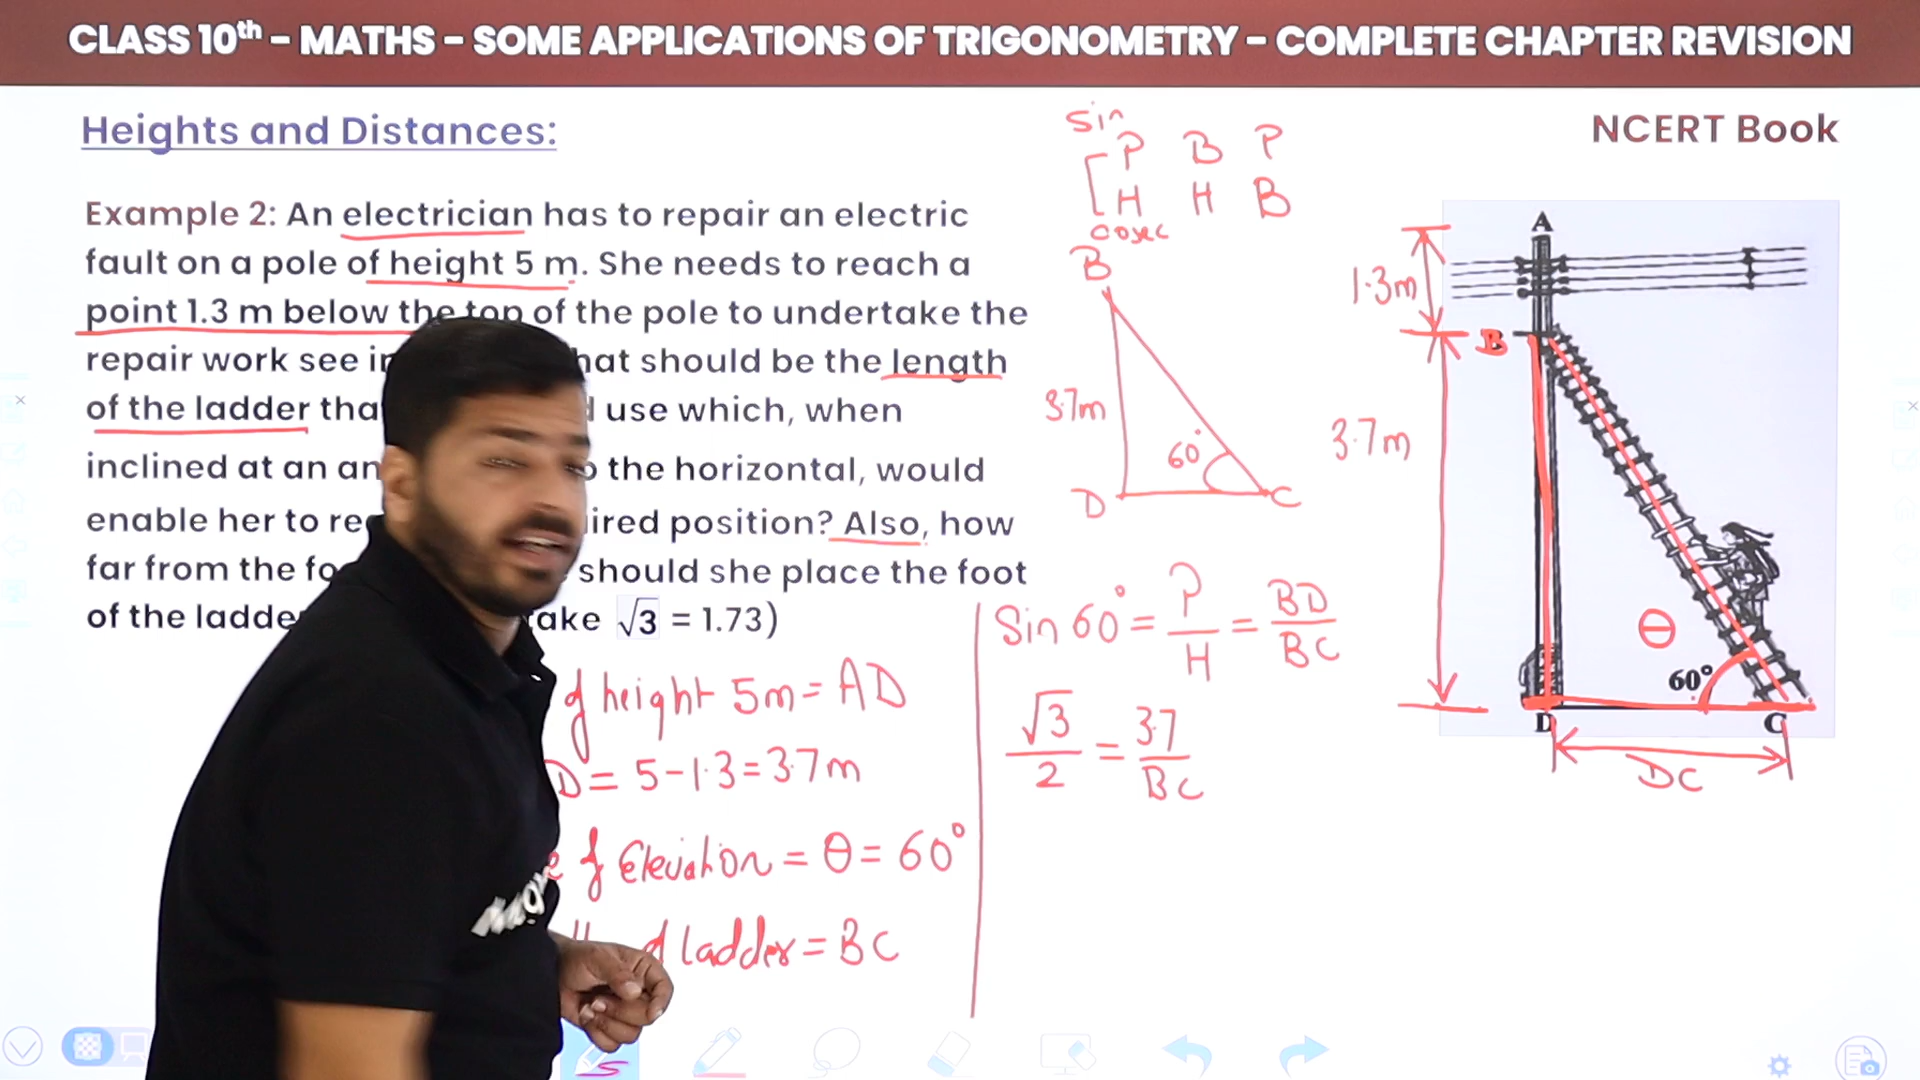 CLASS 10th - MATHS - SOME APPLICATIONS OF TRIGONOMETRY - COMPLETE CHAPTER REVISION
Heights and Distances:
NCERT Book
Example 2: An electrician has to repair an electric
fault on a pole of height 5 m. She needs to reach a
point 1.3 m below the top of the pole to undertake the
repair work see in hat should be the length
of the ladder tha use which, when
inclined at an an to the horizontal, would
enable her to re ired position? Also, how
far from the fo should she place the foot
of the ladde ake √3 = 1.73)
Sin
P B P
H H B
cosec
B
3.7m
60°
D C
of height 5m = AD
D = 5-1.3 = 3.7m
of Elevation = θ = 60°
of ladder = BC
Sin 60° = P/H = BD/BC
√3/2 = 3.7/BC
A
1.3m
B
3.7m
θ
60°
D C
DC